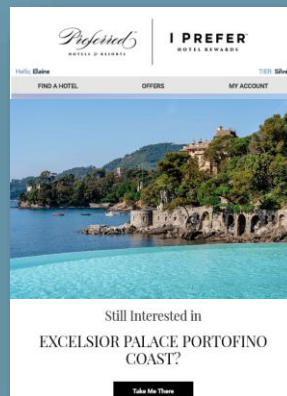 Preferred
HOTELS & RESORTS
I PREFER
HOTEL REWARDS
Hello, Elaine
TIER: Silve
FIND A HOTEL
OFFERS
MY ACCOUNT
Still Interested in
EXCELSIOR PALACE PORTOFINO
COAST?
Take Me There